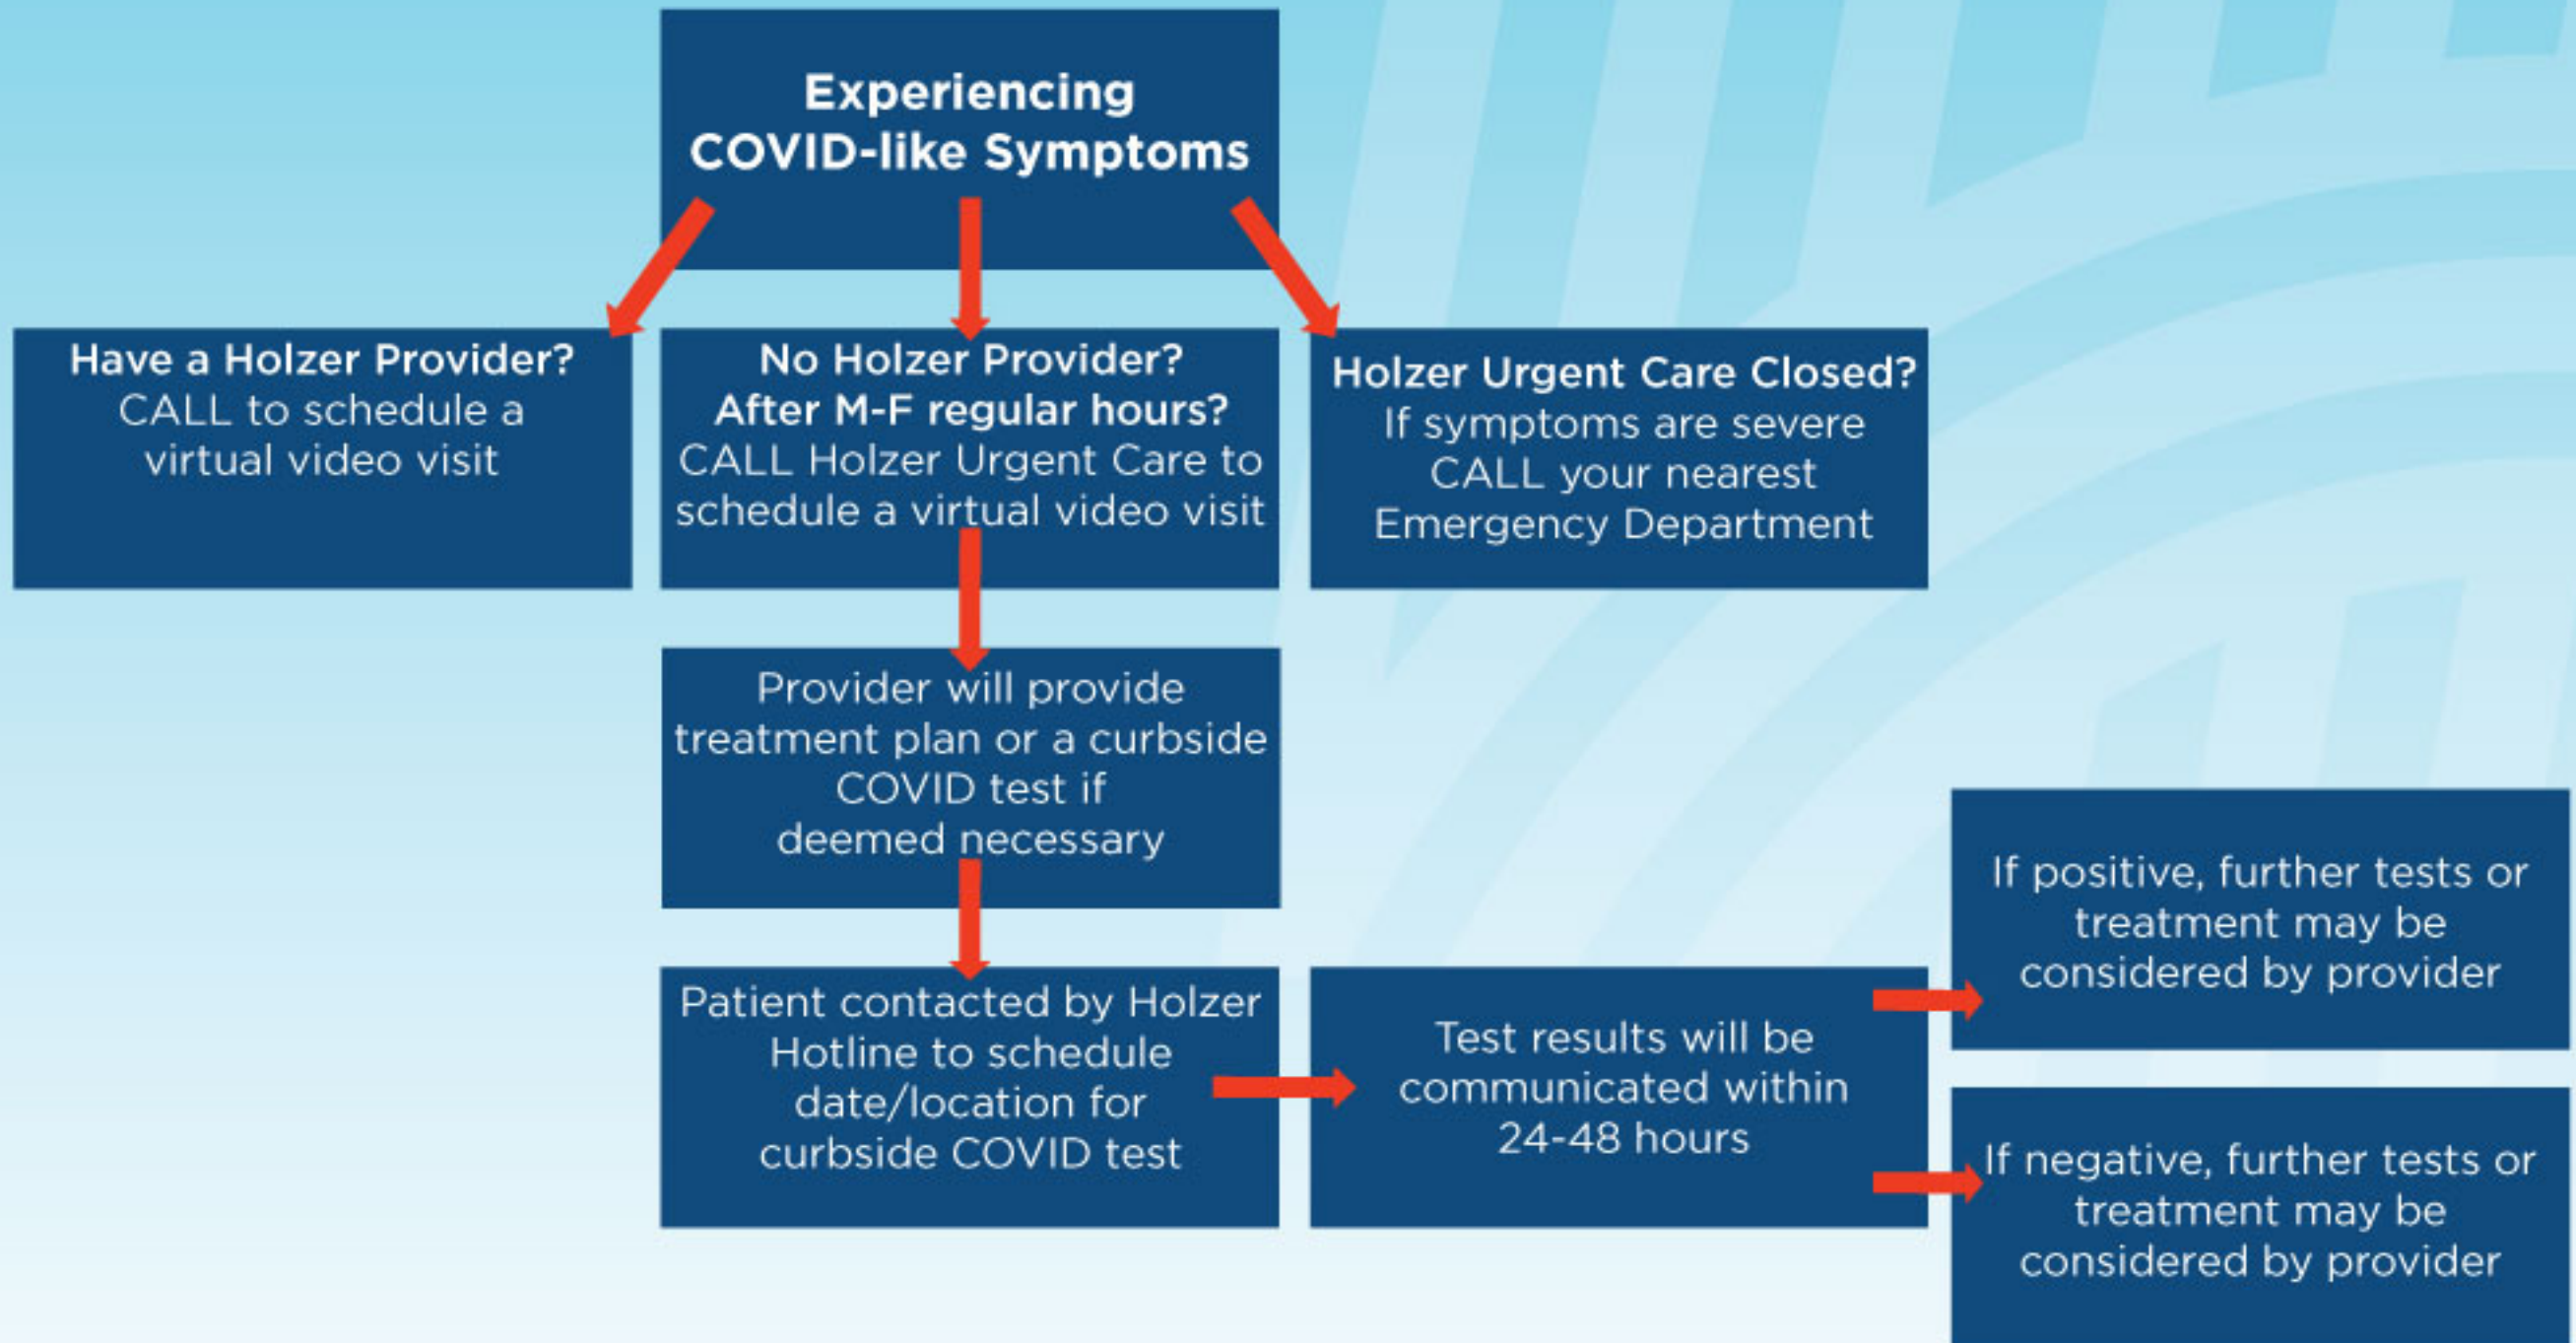 Experiencing
COVID-like Symptoms
Have a Holzer Provider?
CALL to schedule a
virtual video visit
No Holzer Provider?
After M-F regular hours?
CALL Holzer Urgent Care to
schedule a virtual video visit
Holzer Urgent Care Closed?
If symptoms are severe
CALL your nearest
Emergency Department
Provider will provide
treatment plan or a curbside
COVID test if
deemed necessary
Patient contacted by Holzer
Hotline to schedule
date/location for
curbside COVID test
Test results will be
communicated within
24-48 hours
If positive, further tests or
treatment may be
considered by provider
If negative, further tests or
treatment may be
considered by provider